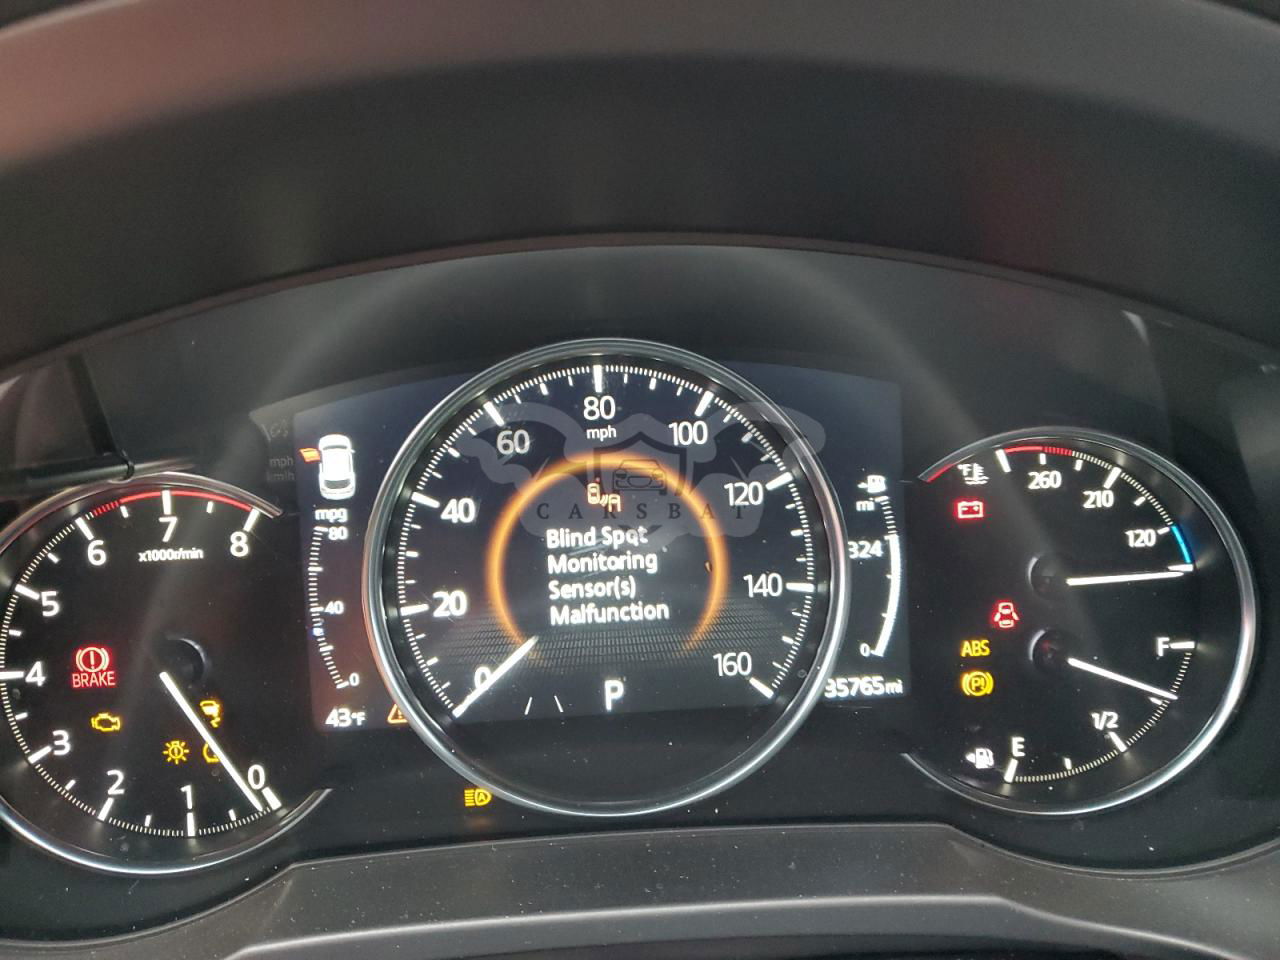 80
mph
60
100
40
120
20
140
0
160
CARSBAT
Blind Spot
Monitoring
Sensor(s)
Malfunction
P
mph
km/h
mpg
80
40
0
43°F
mi
324
0
35765 mi
8
7
6
x1000r/min
5
4
3
2
1
0
BRAKE
°F
260
210
120
ABS
P!
F
1/2
E
A